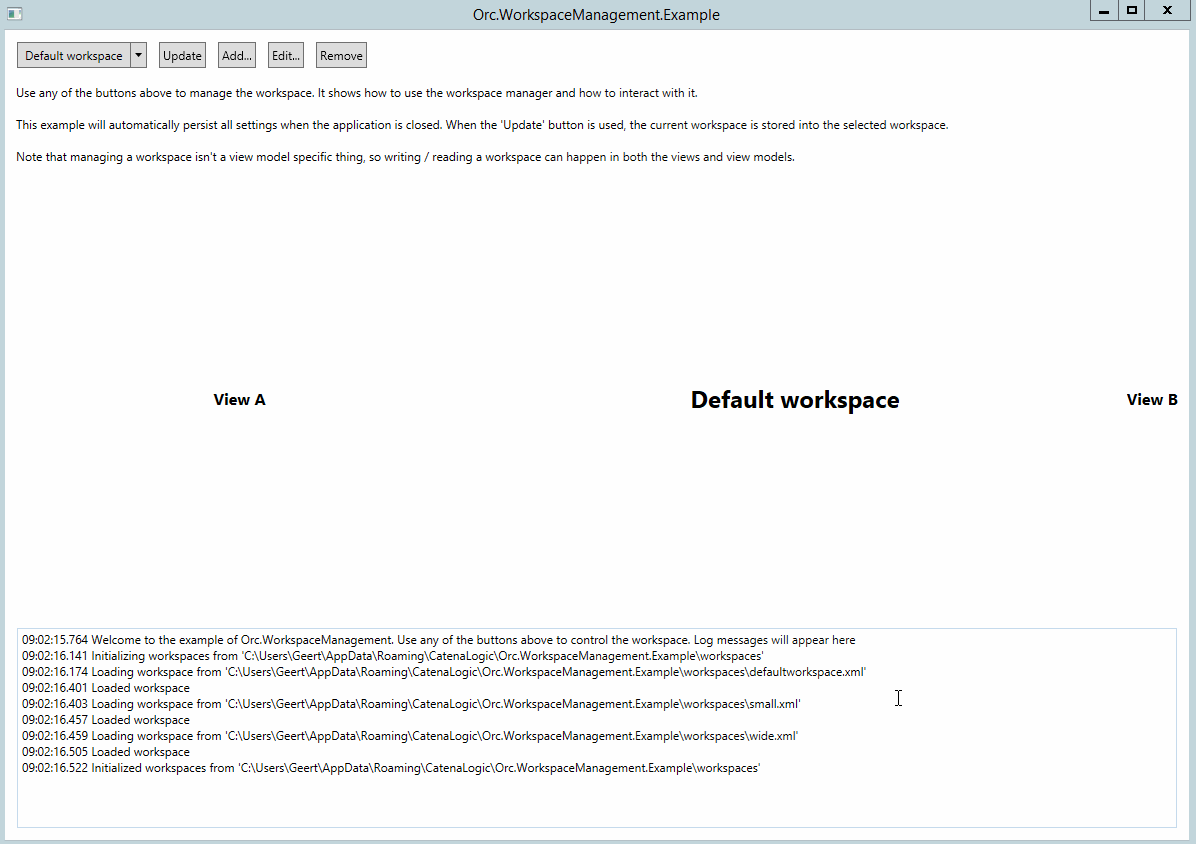 Orc.WorkspaceManagement.Example
Default workspace Update Add... Edit... Remove
Use any of the buttons above to manage the workspace. It shows how to use the workspace manager and how to interact with it.
This example will automatically persist all settings when the application is closed. When the 'Update' button is used, the current workspace is stored into the selected workspace.
Note that managing a workspace isn't a view model specific thing, so writing / reading a workspace can happen in both the views and view models.
View A Default workspace View B
09:02:15.764 Welcome to the example of Orc.WorkspaceManagement. Use any of the buttons above to control the workspace. Log messages will appear here
09:02:16.141 Initializing workspaces from 'C:\Users\Geert\AppData\Roaming\CatenaLogic\Orc.WorkspaceManagement.Example\workspaces'
09:02:16.174 Loading workspace from 'C:\Users\Geert\AppData\Roaming\CatenaLogic\Orc.WorkspaceManagement.Example\workspaces\defaultworkspace.xml'
09:02:16.401 Loaded workspace
09:02:16.403 Loading workspace from 'C:\Users\Geert\AppData\Roaming\CatenaLogic\Orc.WorkspaceManagement.Example\workspaces\small.xml'
09:02:16.457 Loaded workspace
09:02:16.459 Loading workspace from 'C:\Users\Geert\AppData\Roaming\CatenaLogic\Orc.WorkspaceManagement.Example\workspaces\wide.xml'
09:02:16.505 Loaded workspace
09:02:16.522 Initialized workspaces from 'C:\Users\Geert\AppData\Roaming\CatenaLogic\Orc.WorkspaceManagement.Example\workspaces'